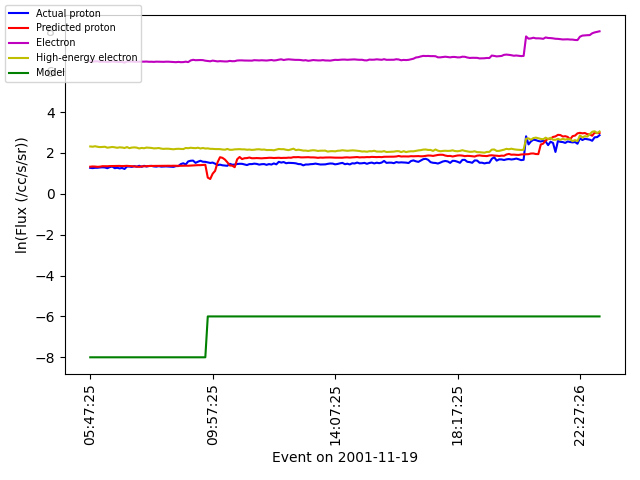 Actual proton
Predicted proton
Electron
High-energy electron
Model
8
6
4
2
0
−2
−4
−6
−8
ln(Flux (/cc/s/sr))
05:47:25
09:57:25
14:07:25
18:17:25
22:27:26
Event on 2001-11-19